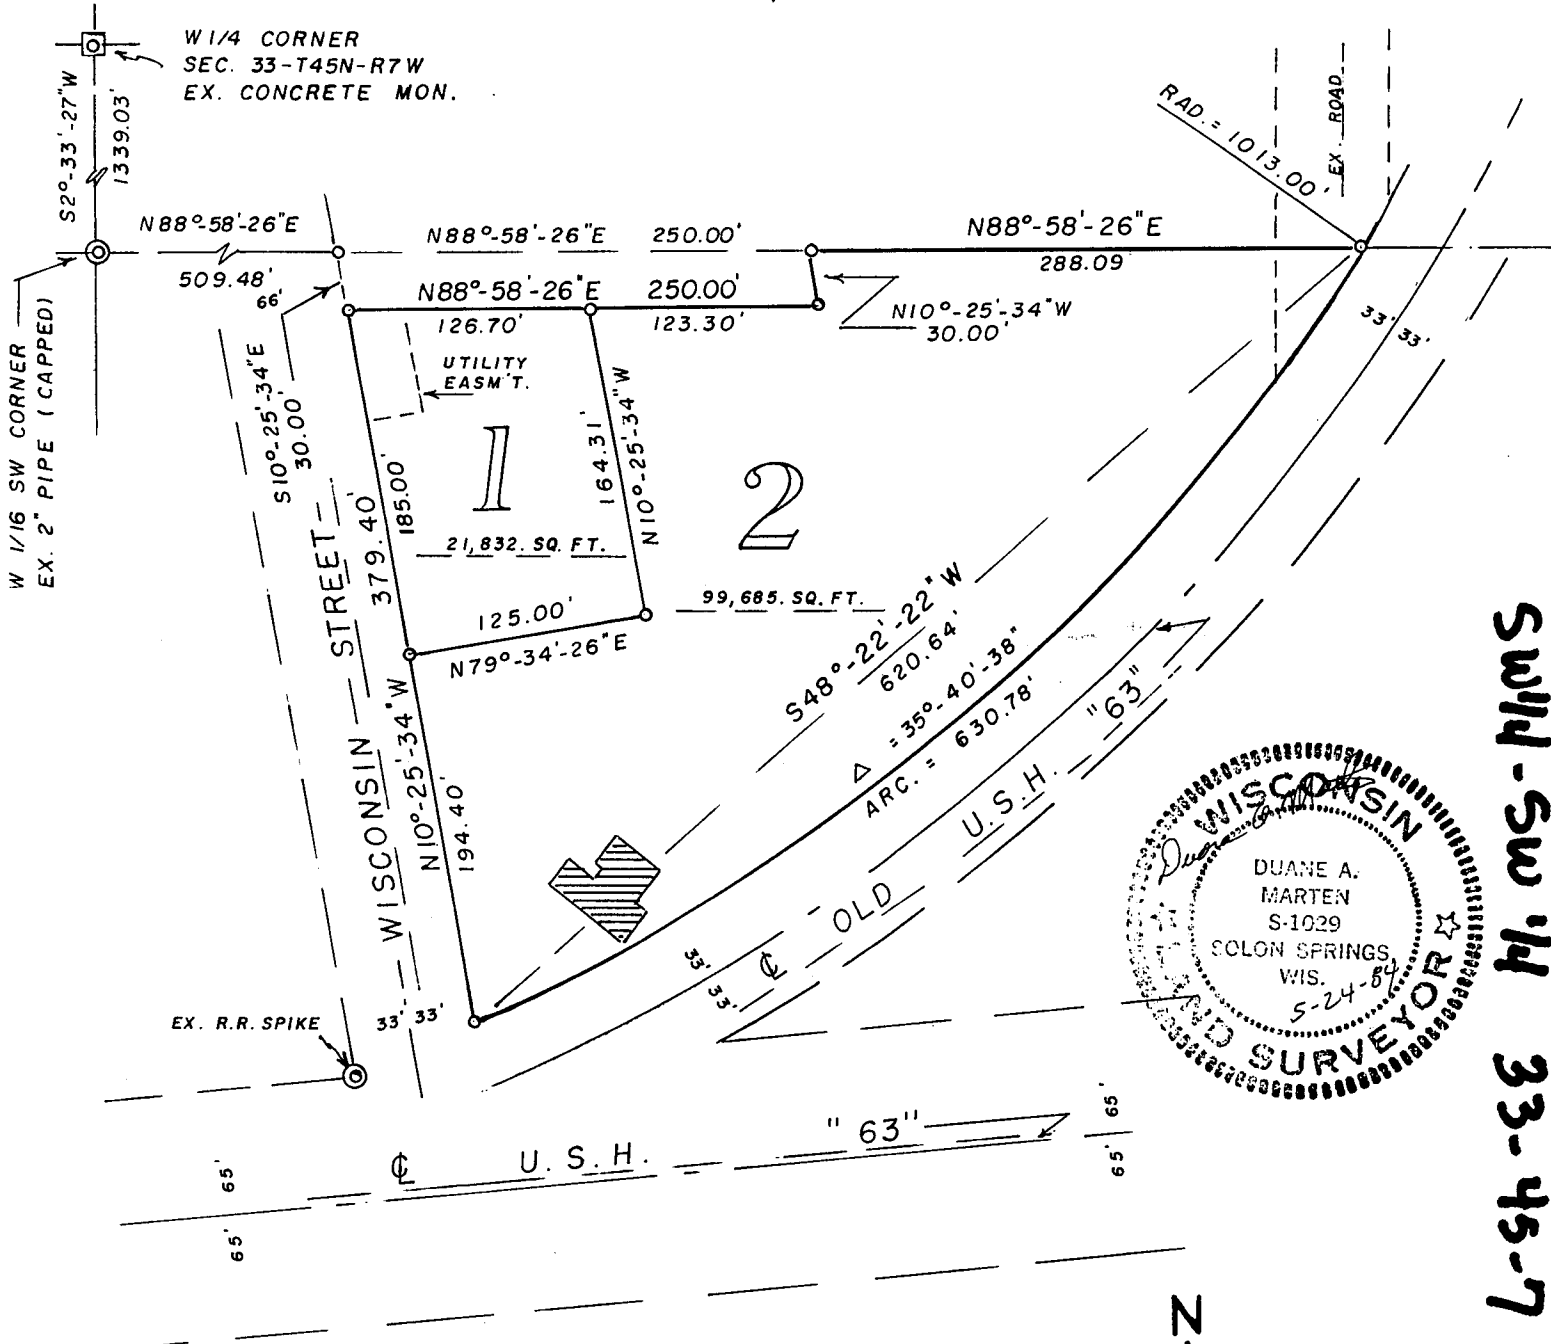 W 1/4 CORNER
SEC. 33-T45N-R7W
EX. CONCRETE MON.
S2°-33'-27"W
1339.03'
RAD. = 1013.00'
EX. ROAD
N88°-58'-26"E
509.48'
N88°-58'-26"E 250.00'
N88°-58'-26"E
288.09
66'
N88°-58'-26"E 250.00'
126.70'
123.30'
N10°-25'-34"W
30.00'
33' 33'
W 1/16 SW CORNER
EX. 2" PIPE (CAPPED)
S10°-25'-34"E
30.00'
UTILITY
EASM'T.
1
21,832. SQ. FT.
185.00'
379.40'
164.31'
N10°-25'-34"W
2
99,685. SQ. FT.
125.00'
N79°-34'-26"E
WISCONSIN STREET
N10°-25'-34"W
194.40'
S48°-22'-22"W
620.64'
△ = 35°-40'-38"
ARC. = 630.78'
℄ OLD U.S.H. "63"
33' 33'
33' 33'
EX. R.R. SPIKE
WISCONSIN
LAND SURVEYOR
DUANE A.
MARTEN
S-1029
SOLON SPRINGS,
WIS.
5-24-84
SW1/4-SW 1/4 33-45-7
℄ U.S.H. "63"
65'
65'
65'
65'
N